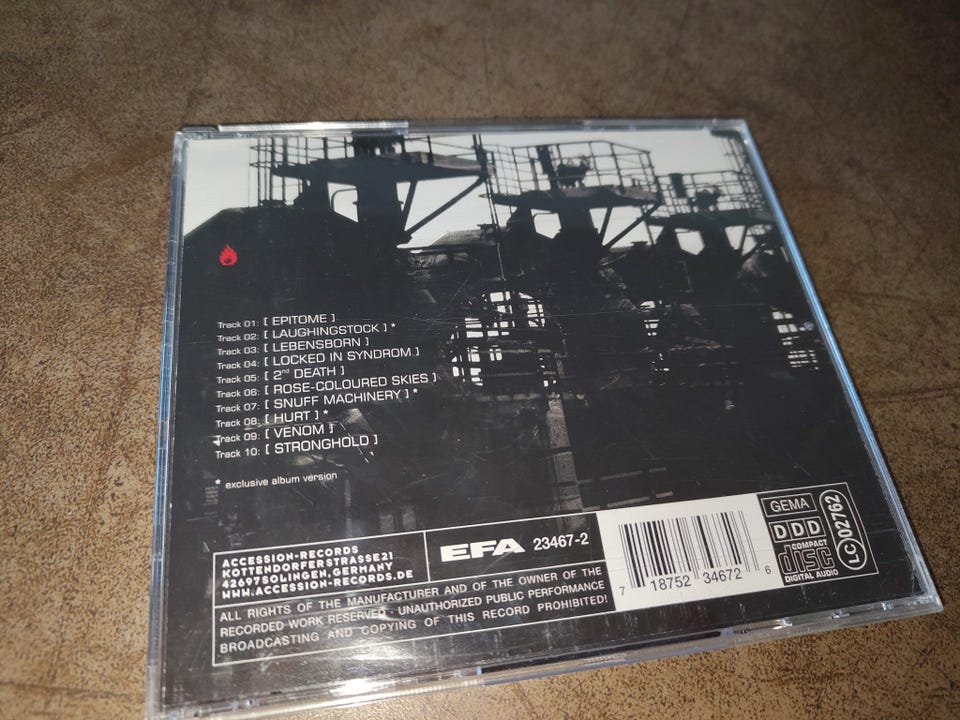 Track 01: [ EPITOME ]
Track 02: [ LAUGHINGSTOCK ] *
Track 03: [ LEBENSBORN ]
Track 04: [ LOCKED IN SYNDROM ]
Track 05: [ 2nd DEATH ]
Track 06: [ ROSE-COLOURED SKIES ]
Track 07: [ SNUFF MACHINERY ] *
Track 08: [ HURT ] *
Track 09: [ VENOM ]
Track 10: [ STRONGHOLD ]
* exclusive album version
ACCESSION-RECORDS
KOTTENDORFERSTRASSE21
42697SOLINGEN.GERMANY
WWW.ACCESSION-RECORDS.DE
EFA 23467-2
ALL RIGHTS OF THE MANUFACTURER AND OF THE OWNER OF THE
RECORDED WORK RESERVED - UNAUTHORIZED PUBLIC PERFORMANCE
BROADCASTING AND COPYING OF THIS RECORD PROHIBITED!
7 18752 34672 6
GEMA
DDD
COMPACT
disc
DIGITAL AUDIO
LC 02762